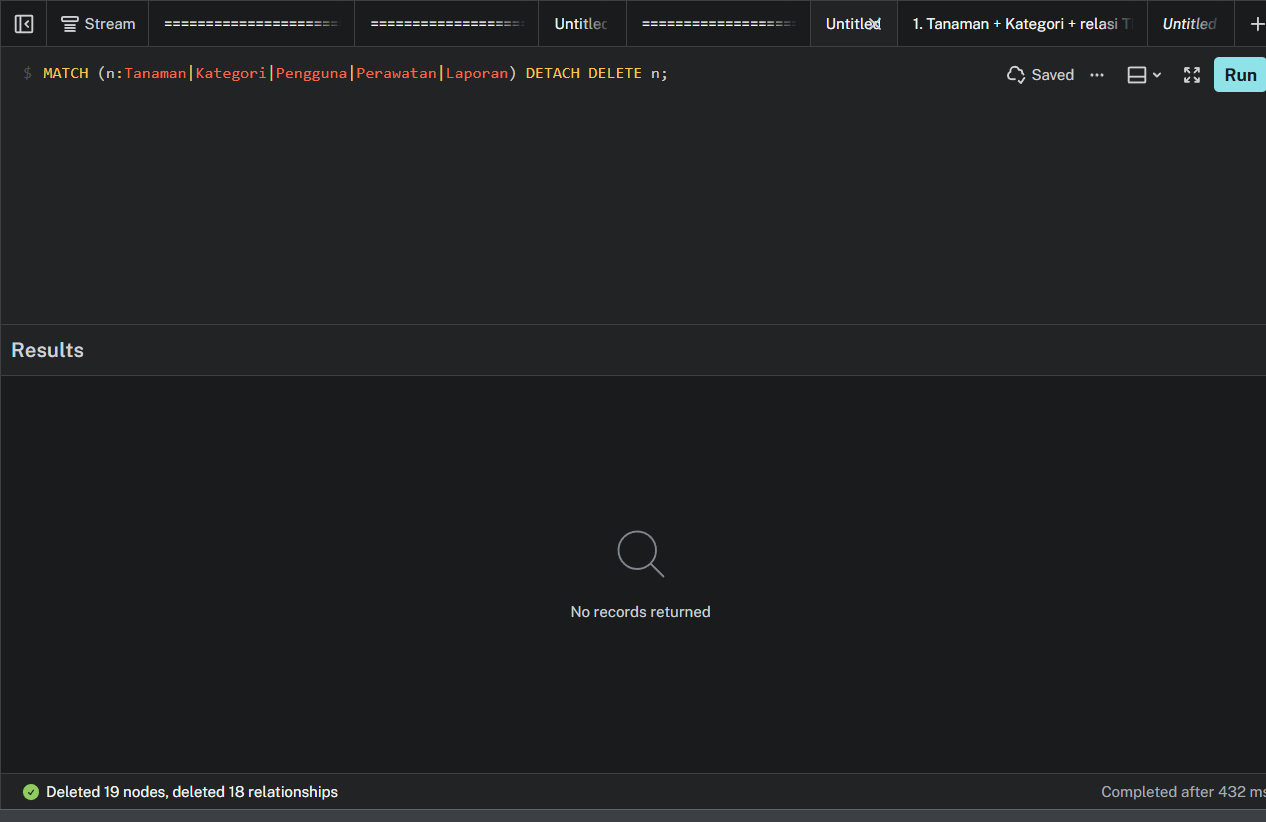 Stream ==================== ================== Untitled ================== Untitled 1. Tanaman + Kategori + relasi T Untitled
$ MATCH (n:Tanaman|Kategori|Pengguna|Perawatan|Laporan) DETACH DELETE n;
Saved
Run
Results
No records returned
Deleted 19 nodes, deleted 18 relationships
Completed after 432 ms